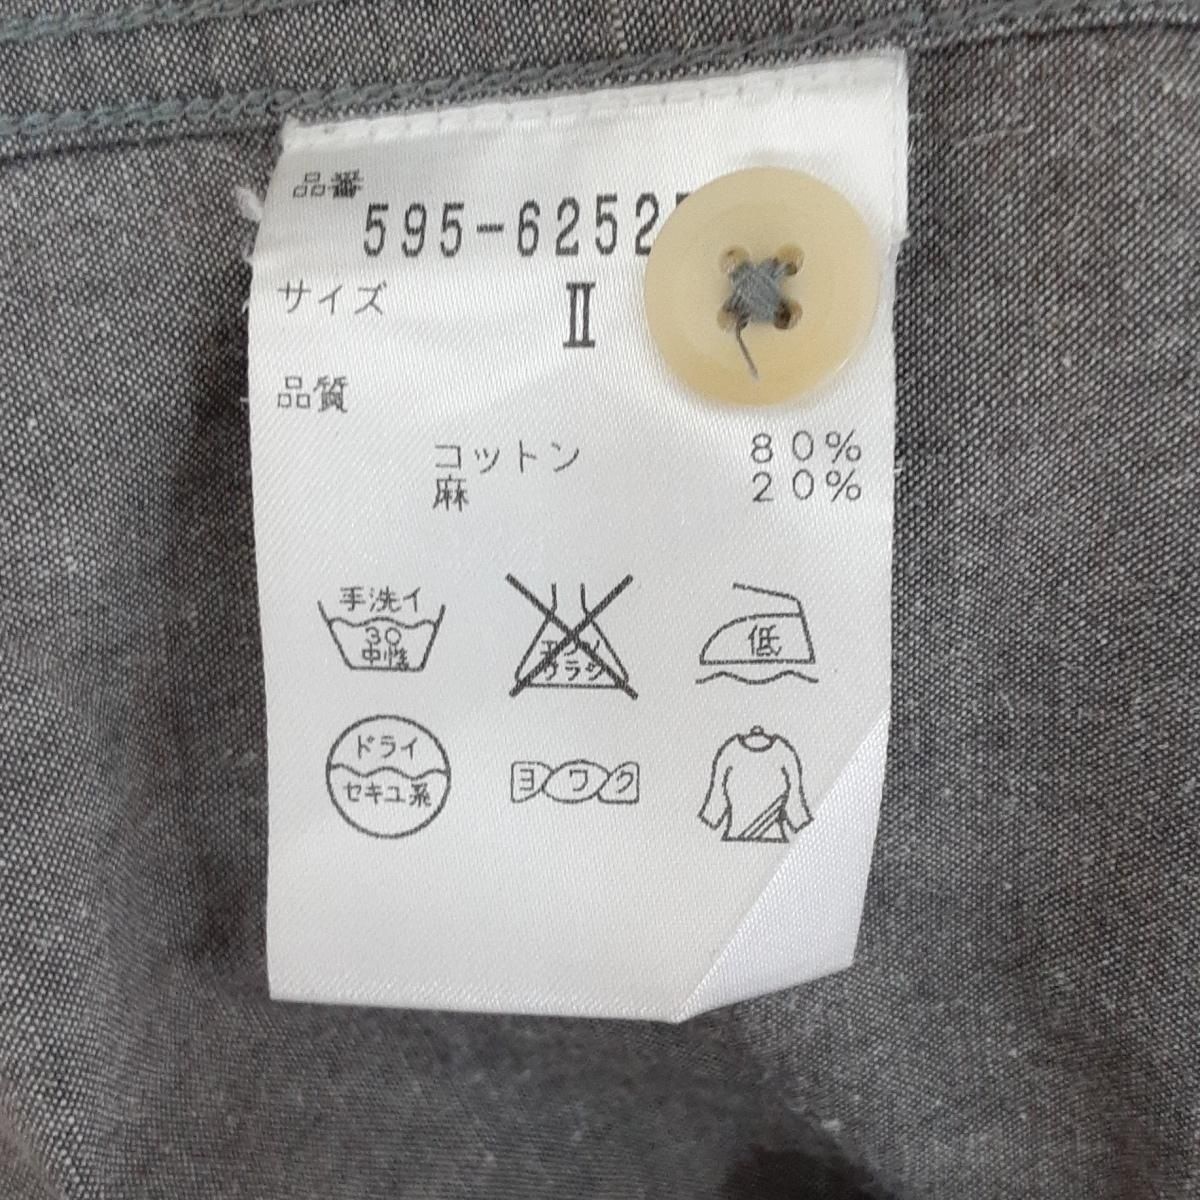 品番
595-6252
サイズ II
品質
コットン 80%
麻 20%
手洗イ
30
中性
エンソ
サラシ
低
ドライ
セキユ系
ヨワク